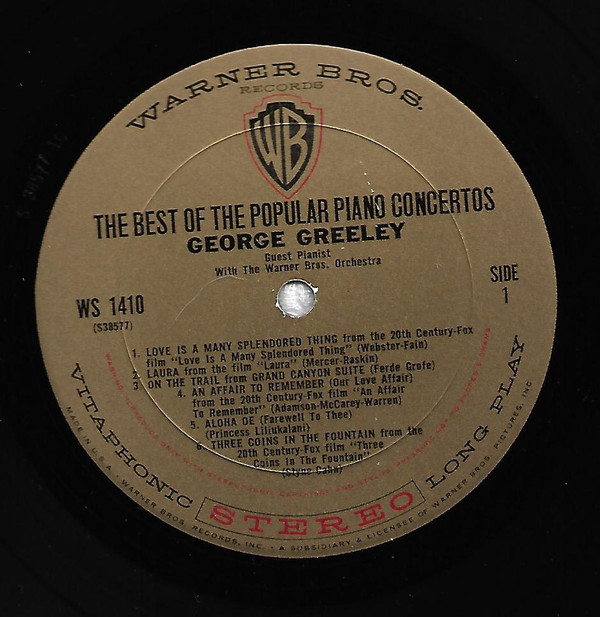 WARNER BROS.
RECORDS
WB
THE BEST OF THE POPULAR PIANO CONCERTOS
GEORGE GREELEY
Guest Pianist
With The Warner Bros. Orchestra
WS 1410
(S38577)
SIDE
1
1. LOVE IS A MANY SPLENDORED THING from the 20th Century-Fox
film "Love Is A Many Splendored Thing" (Webster-Fain)
2. LAURA from the film "Laura" (Mercer-Raskin)
3. ON THE TRAIL from GRAND CANYON SUITE (Ferde Grofe)
4. AN AFFAIR TO REMEMBER (Our Love Affair)
from the 20th Century-Fox film "An Affair
To Remember" (Adamson-McCarey-Warren)
5. ALOHA OE (Farewell To Thee)
(Princess Liliukalani)
6. THREE COINS IN THE FOUNTAIN from the
20th Century-Fox film "Three
Coins In The Fountain"
(Styne Cahn)
VITAPHONIC STEREO LONG PLAY
MADE IN U.S.A. WARNER BROS. RECORDS, INC. • A SUBSIDIARY & LICENSEE OF WARNER BROS. PICTURES, INC.